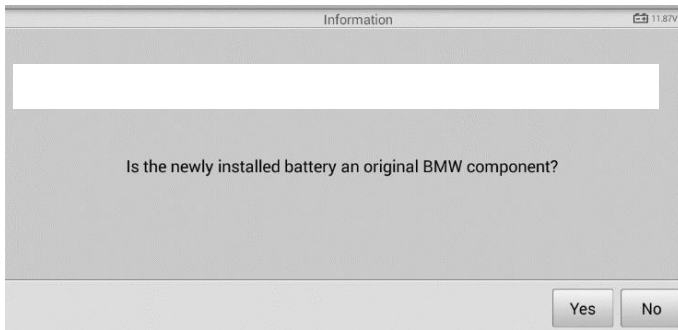 Information
11.87V
Is the newly installed battery an original BMW component?
Yes
No